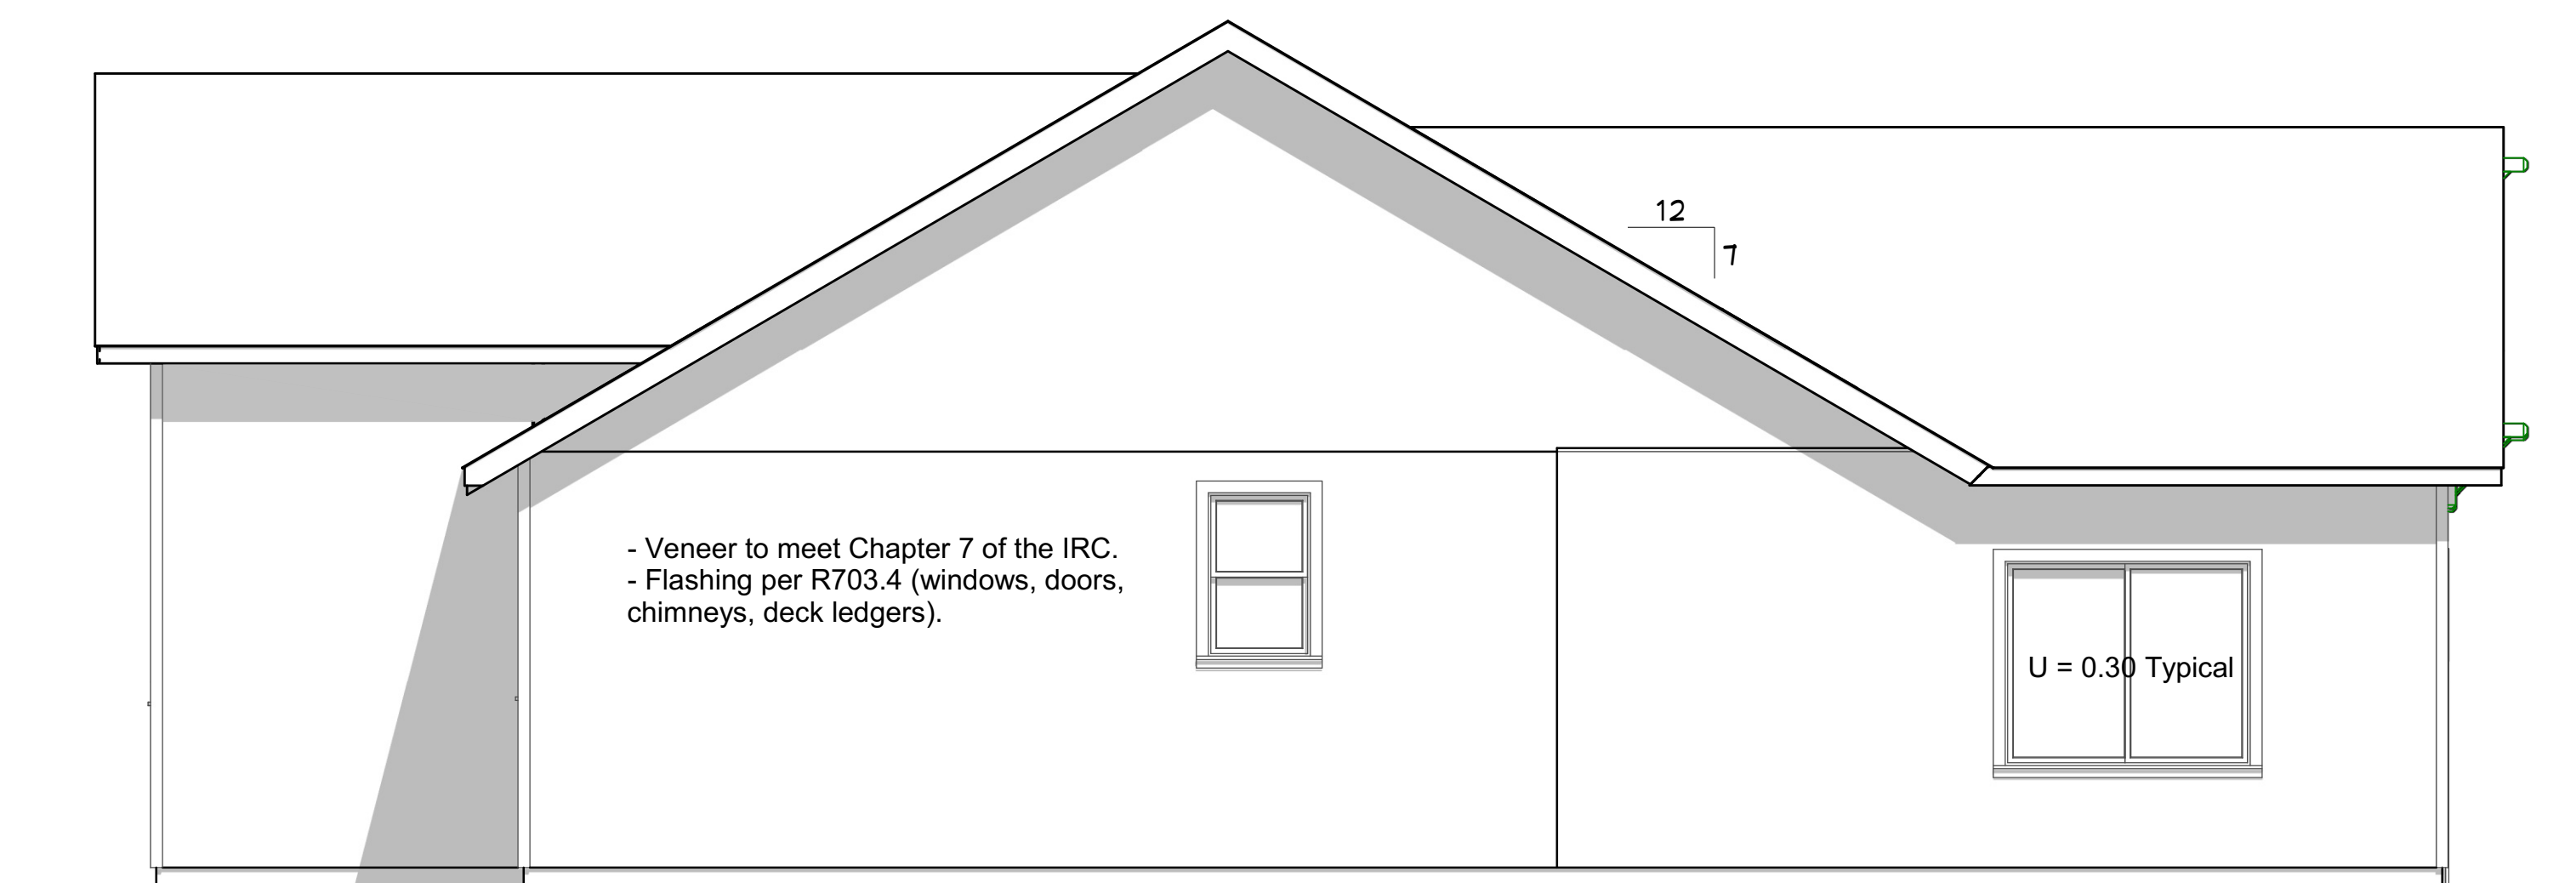 12
7
- Veneer to meet Chapter 7 of the IRC.
- Flashing per R703.4 (windows, doors,
chimneys, deck ledgers).
U = 0.30 Typical